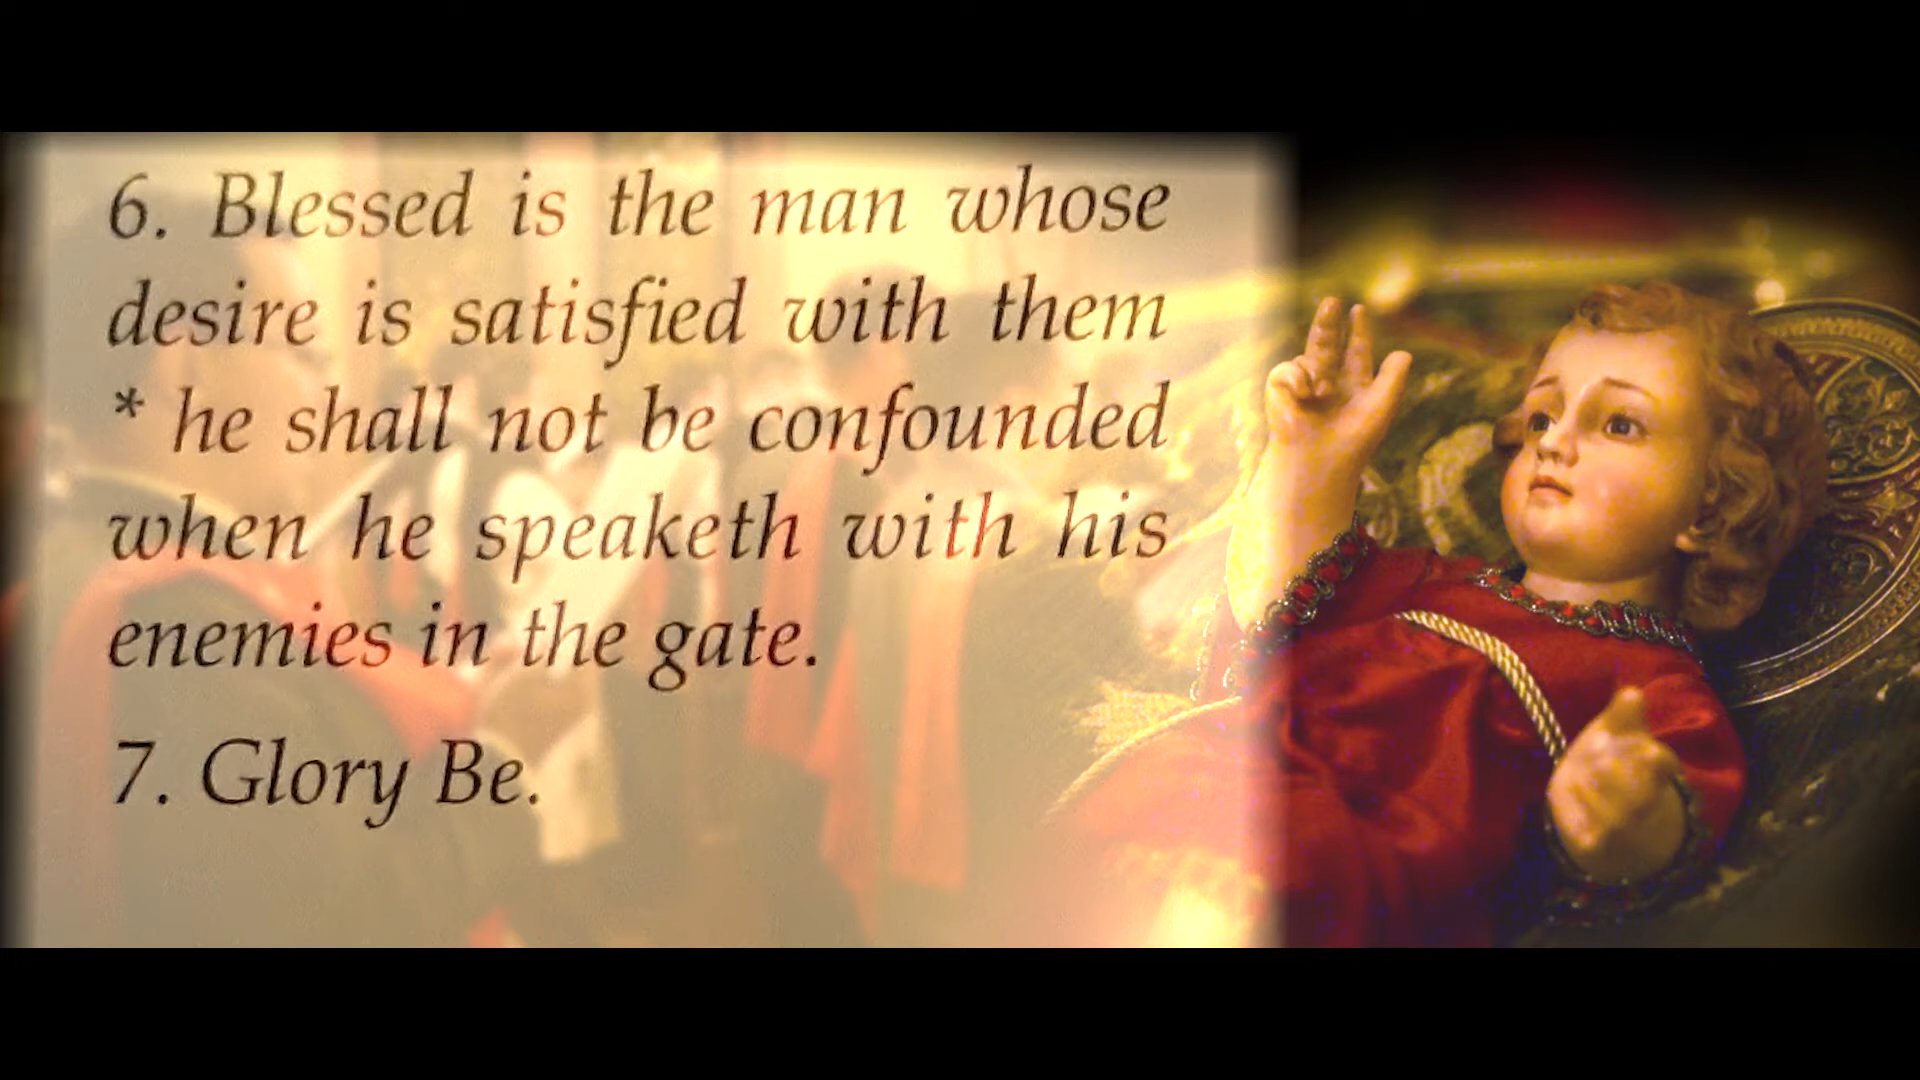 6. Blessed is the man whose
desire is satisfied with them
* he shall not be confounded
when he speaketh with his
enemies in the gate.
7. Glory Be.